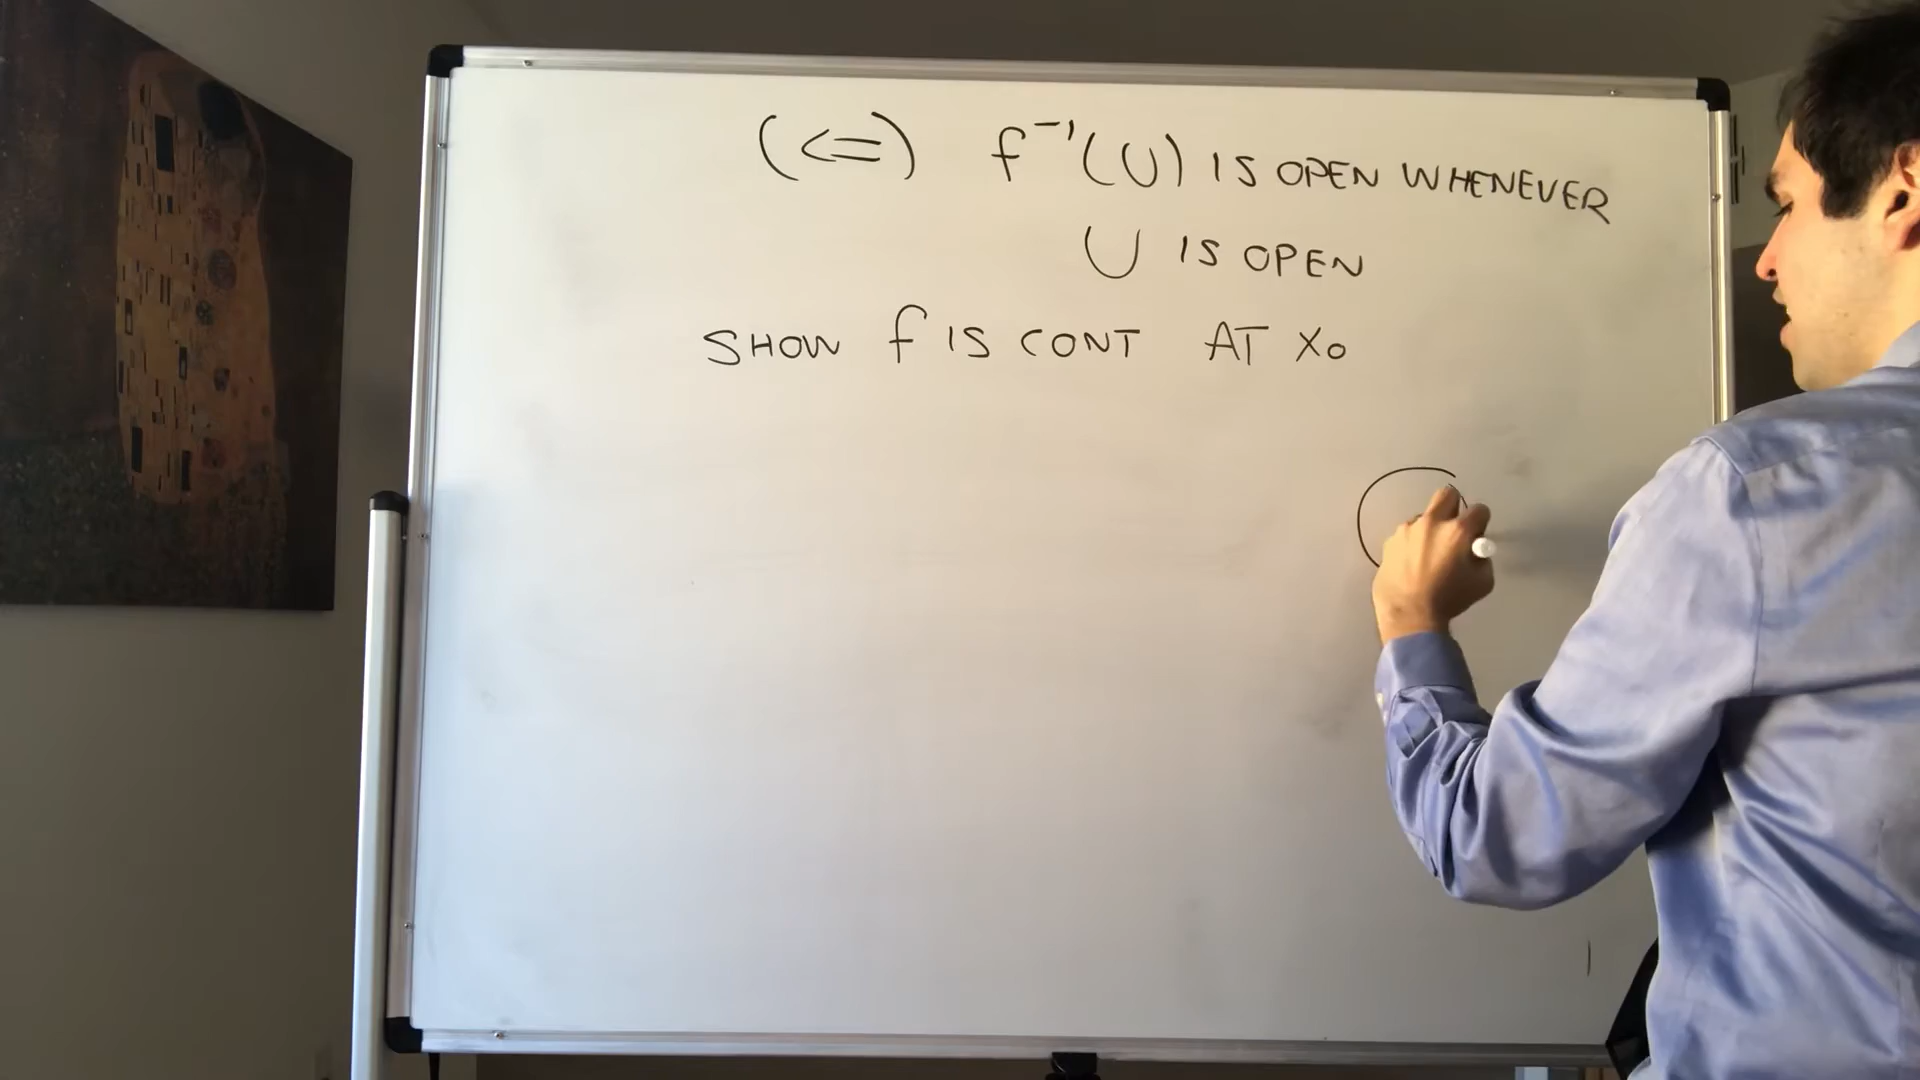 (<=) f⁻¹(U) IS OPEN WHENEVER
U IS OPEN
SHOW f IS CONT AT x₀